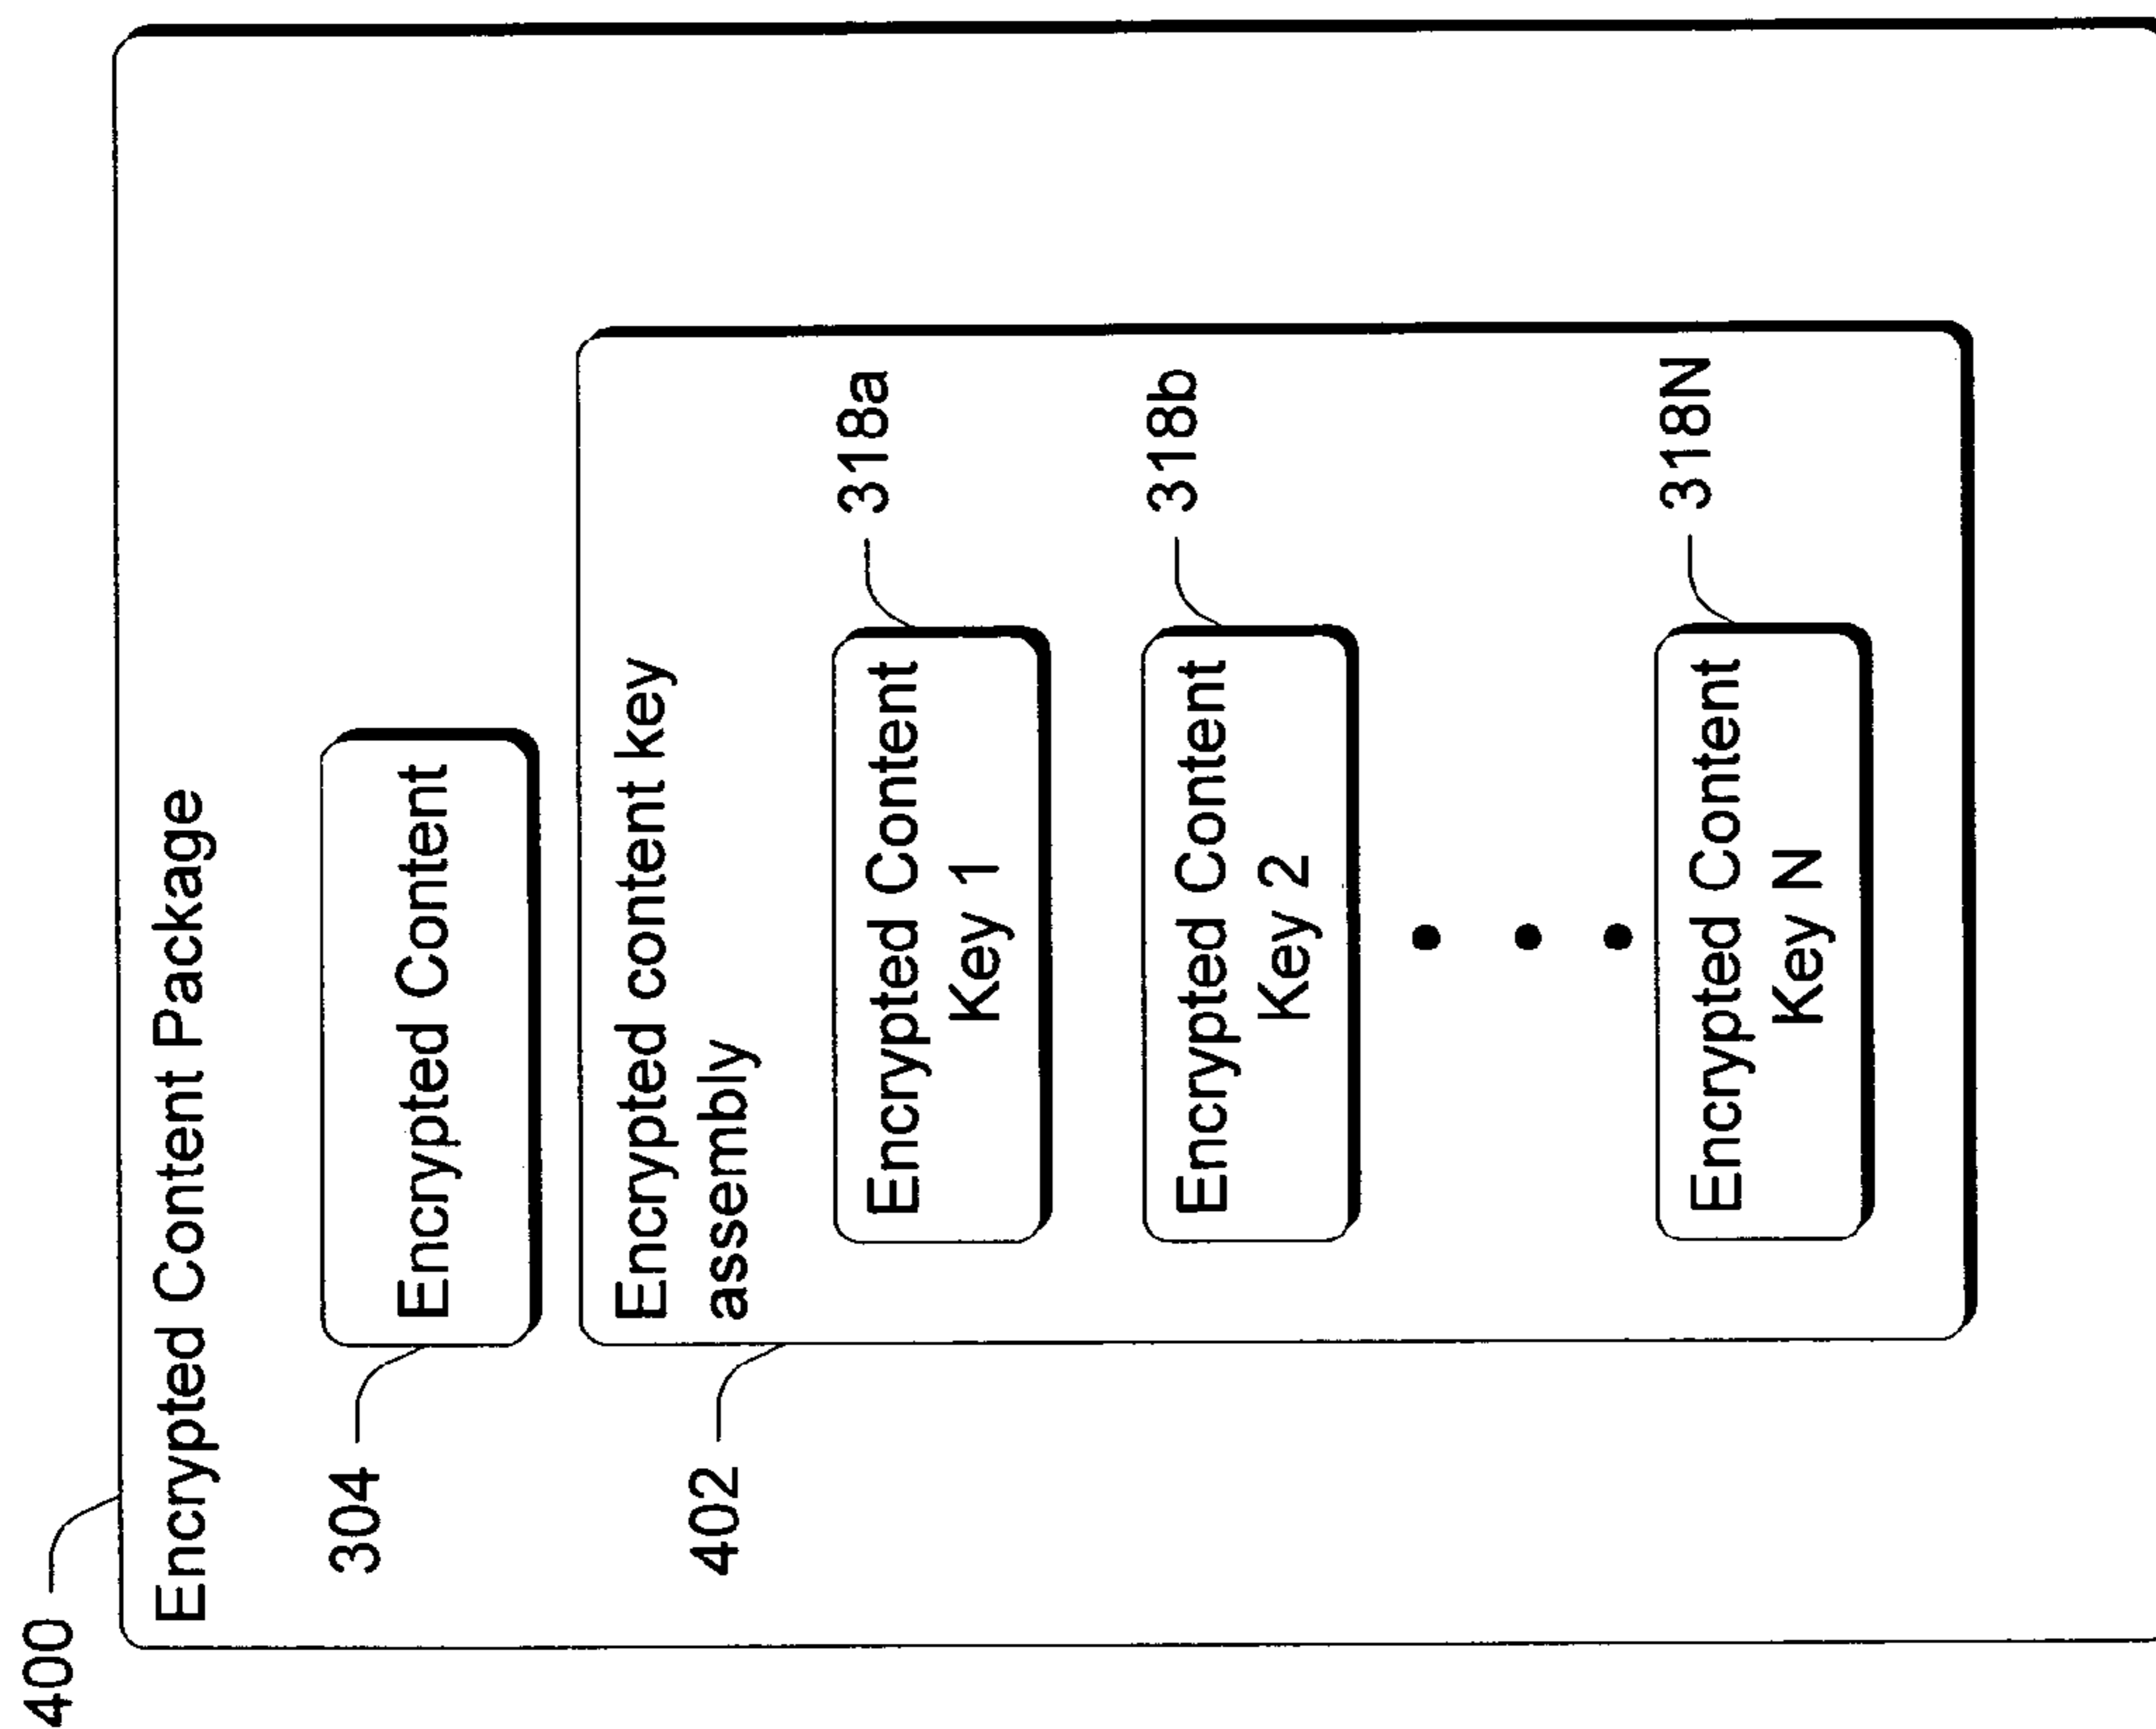 400
Encrypted Content Package
304
Encrypted Content
402
Encrypted content key
assembly
318a
Encrypted Content
Key 1
318b
Encrypted Content
Key 2
318N
Encrypted Content
Key N